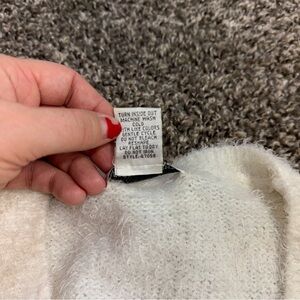 TURN INSIDE OUT
MACHINE WASH
COLD
WITH LIKE COLORS
GENTLE CYCLE
DO NOT BLEACH
RESHAPE
LAY FLAT TO DRY
DO NOT IRON